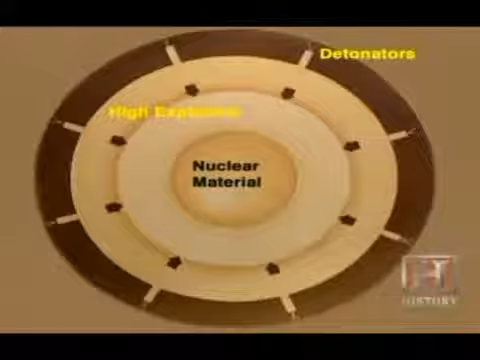 Detonators
High Explosive
Nuclear
Material
H
HISTORY